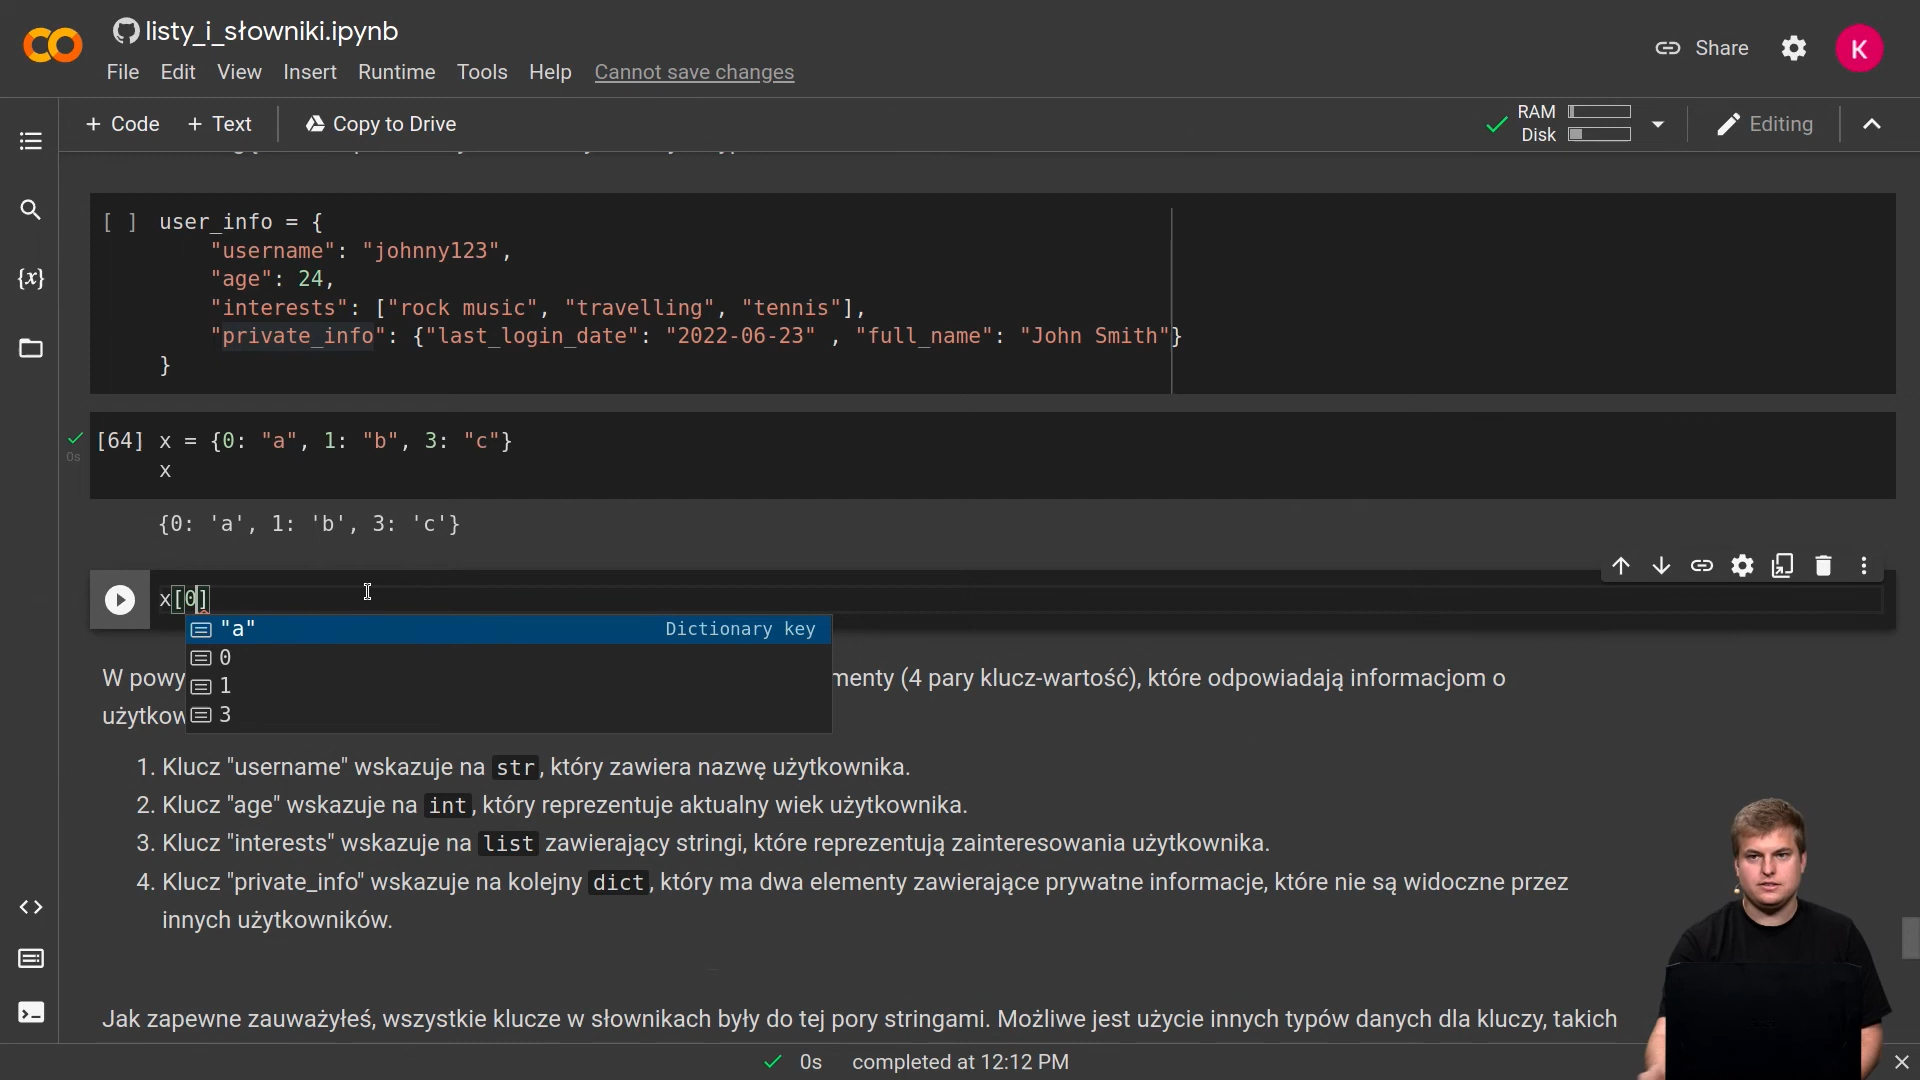 listy_i_słowniki.ipynb
Share
K
File Edit View Insert Runtime Tools Help Cannot save changes
+ Code + Text Copy to Drive
RAM
Disk
Editing
[ ] user_info = {
"username": "johnny123",
"age": 24,
"interests": ["rock music", "travelling", "tennis"],
"private_info": {"last_login_date": "2022-06-23" , "full_name": "John Smith"}
}
[64] x = {0: "a", 1: "b", 3: "c"}
0s
x
{0: 'a', 1: 'b', 3: 'c'}
x[0]
"a" Dictionary key
0
1
3
W powy menty (4 pary klucz-wartość), które odpowiadają informacjom o
użytkow
1. Klucz "username" wskazuje na str, który zawiera nazwę użytkownika.
2. Klucz "age" wskazuje na int, który reprezentuje aktualny wiek użytkownika.
3. Klucz "interests" wskazuje na list zawierający stringi, które reprezentują zainteresowania użytkownika.
4. Klucz "private_info" wskazuje na kolejny dict, który ma dwa elementy zawierające prywatne informacje, które nie są widoczne przez
innych użytkowników.
Jak zapewne zauważyłeś, wszystkie klucze w słownikach były do tej pory stringami. Możliwe jest użycie innych typów danych dla kluczy, takich
0s completed at 12:12 PM